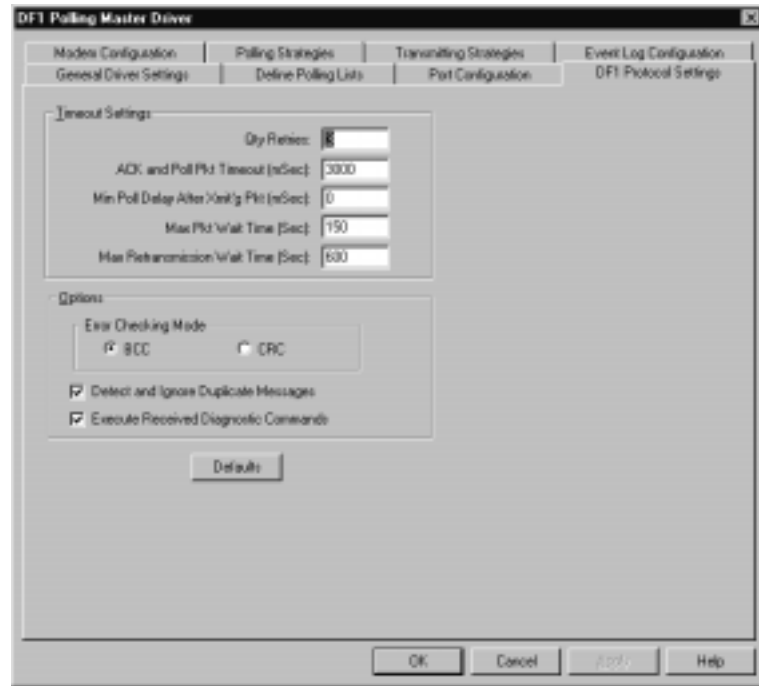 DF1 Polling Master Driver
Modem Configuration Polling Strategies Transmitting Strategies Event Log Configuration
General Driver Settings Define Polling Lists Port Configuration DF1 Protocol Settings
Timeout Settings
Qty Retries:
ACK and Poll Pkt Timeout (mSec): 3000
Min Poll Delay After Xmit'g Pkt (mSec): 0
Max Pkt Wait Time (Sec): 150
Max Retransmission Wait Time (Sec): 600
Options
Error Checking Mode
BCC CRC
Detect and Ignore Duplicate Messages
Execute Received Diagnostic Commands
Defaults
OK Cancel Apply Help